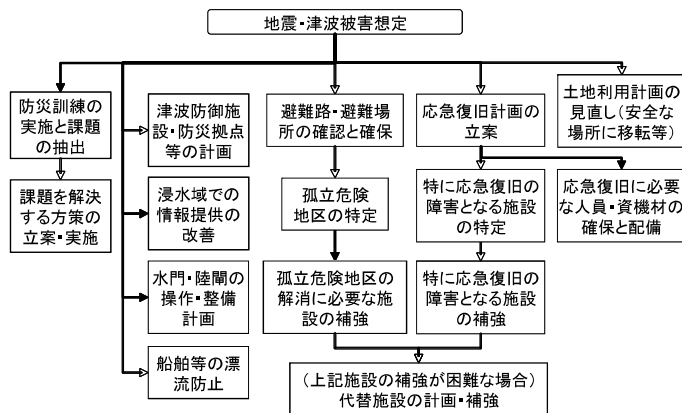 地震・津波被害想定
防災訓練の
実施と課題
の抽出
課題を解決
する方策の
立案・実施
津波防御施
設・防災拠点
等の計画
浸水域での
情報提供の
改善
水門・陸閘の
操作・整備
計画
船舶等の漂
流防止
避難路・避難場
所の確認と確保
孤立危険
地区の特定
孤立危険地区の
解消に必要な施
設の補強
応急復旧計画の
立案
特に応急復旧の
障害となる施設
の特定
特に応急復旧の
障害となる施設
の補強
土地利用計画の
見直し(安全な
場所に移転等)
応急復旧に必要
な人員・資機材の
確保と配備
(上記施設の補強が困難な場合)
代替施設の計画・補強